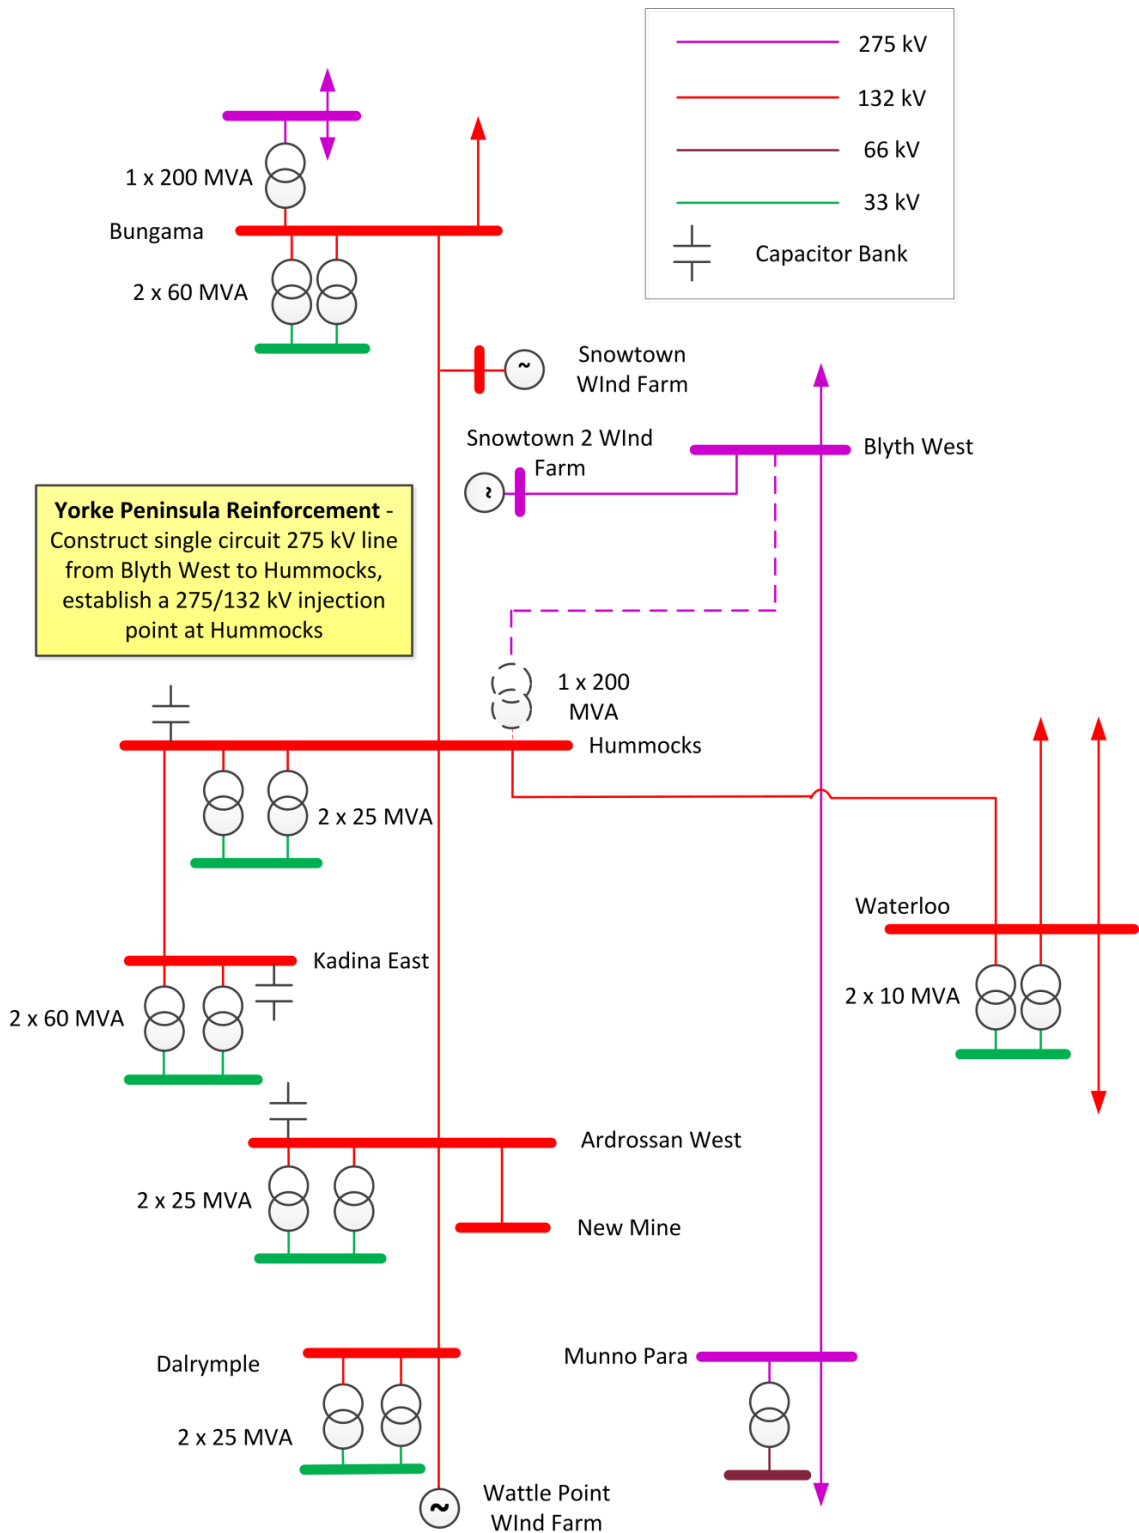 275 kV
132 kV
66 kV
33 kV
Capacitor Bank
1 x 200 MVA
Bungama
2 x 60 MVA
Snowtown
WInd Farm
Snowtown 2 WInd
Farm
Blyth West
~
~
Yorke Peninsula Reinforcement -
Construct single circuit 275 kV line
from Blyth West to Hummocks,
establish a 275/132 kV injection
point at Hummocks
1 x 200
MVA
Hummocks
2 x 25 MVA
Waterloo
2 x 10 MVA
Kadina East
2 x 60 MVA
Ardrossan West
2 x 25 MVA
New Mine
Dalrymple
2 x 25 MVA
Munno Para
~
Wattle Point
WInd Farm